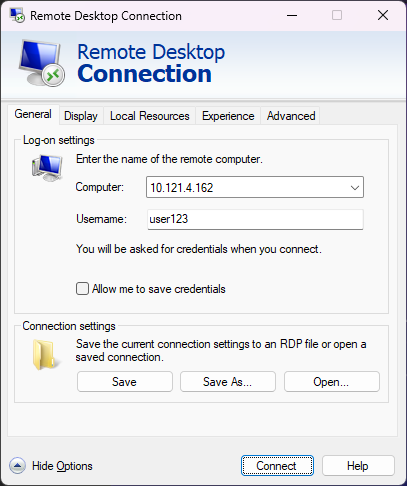 Remote Desktop Connection
Remote Desktop
Connection
General Display Local Resources Experience Advanced
Log-on settings
Enter the name of the remote computer.
Computer: 10.121.4.162
Username: user123
You will be asked for credentials when you connect.
Allow me to save credentials
Connection settings
Save the current connection settings to an RDP file or open a
saved connection.
Save Save As... Open...
Hide Options Connect Help